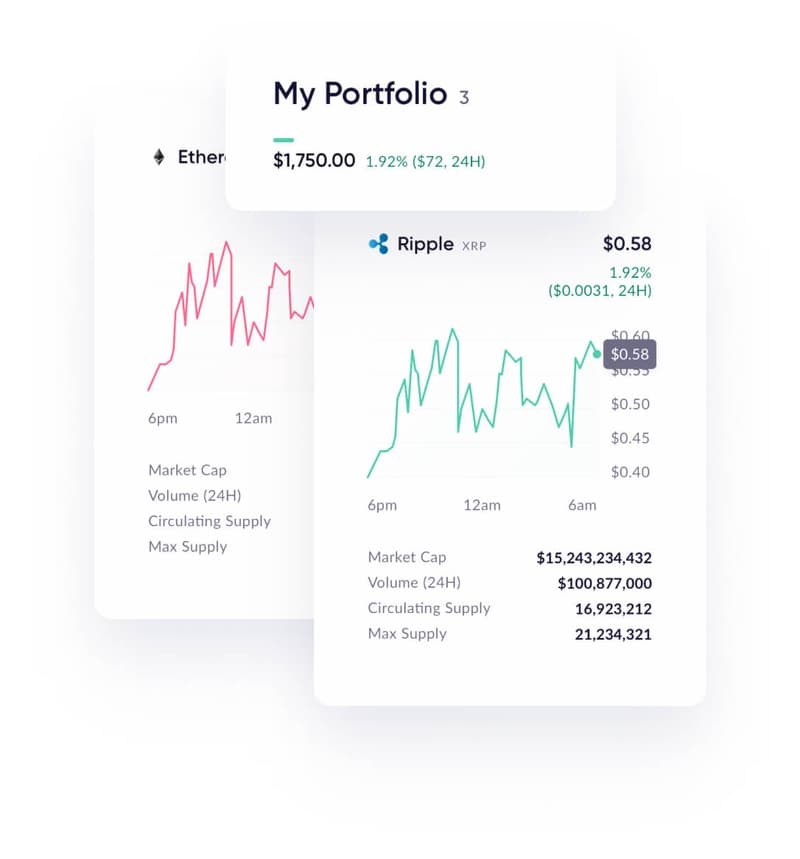 My Portfolio 3
$1,750.00 1.92% ($72, 24H)
Ether
6pm 12am
Market Cap
Volume (24H)
Circulating Supply
Max Supply
Ripple XRP $0.58
1.92%
($0.0031, 24H)
$0.60
$0.58
$0.55
$0.50
$0.45
$0.40
6pm 12am 6am
Market Cap $15,243,234,432
Volume (24H) $100,877,000
Circulating Supply 16,923,212
Max Supply 21,234,321